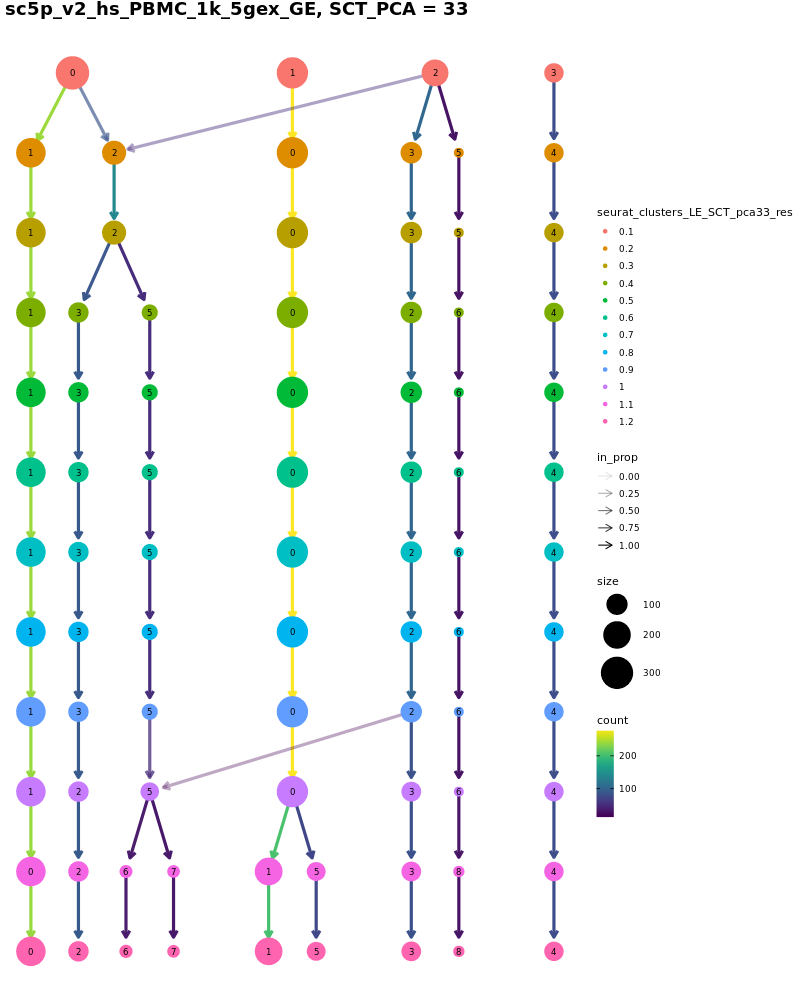 sc5p_v2_hs_PBMC_1k_5gex_GE, SCT_PCA = 33
0 1 2 3
1 2 0 3 5 4
1 2 0 3 5 4
1 3 5 0 2 6 4
1 3 5 0 2 6 4
1 3 5 0 2 6 4
1 3 5 0 2 6 4
1 3 5 0 2 6 4
1 3 5 0 2 6 4
1 2 5 0 3 6 4
0 2 6 7 1 5 3 8 4
0 2 6 7 1 5 3 8 4
seurat_clusters_LE_SCT_pca33_res
0.1
0.2
0.3
0.4
0.5
0.6
0.7
0.8
0.9
1
1.1
1.2
in_prop
0.00
0.25
0.50
0.75
1.00
size
100
200
300
count
200
100